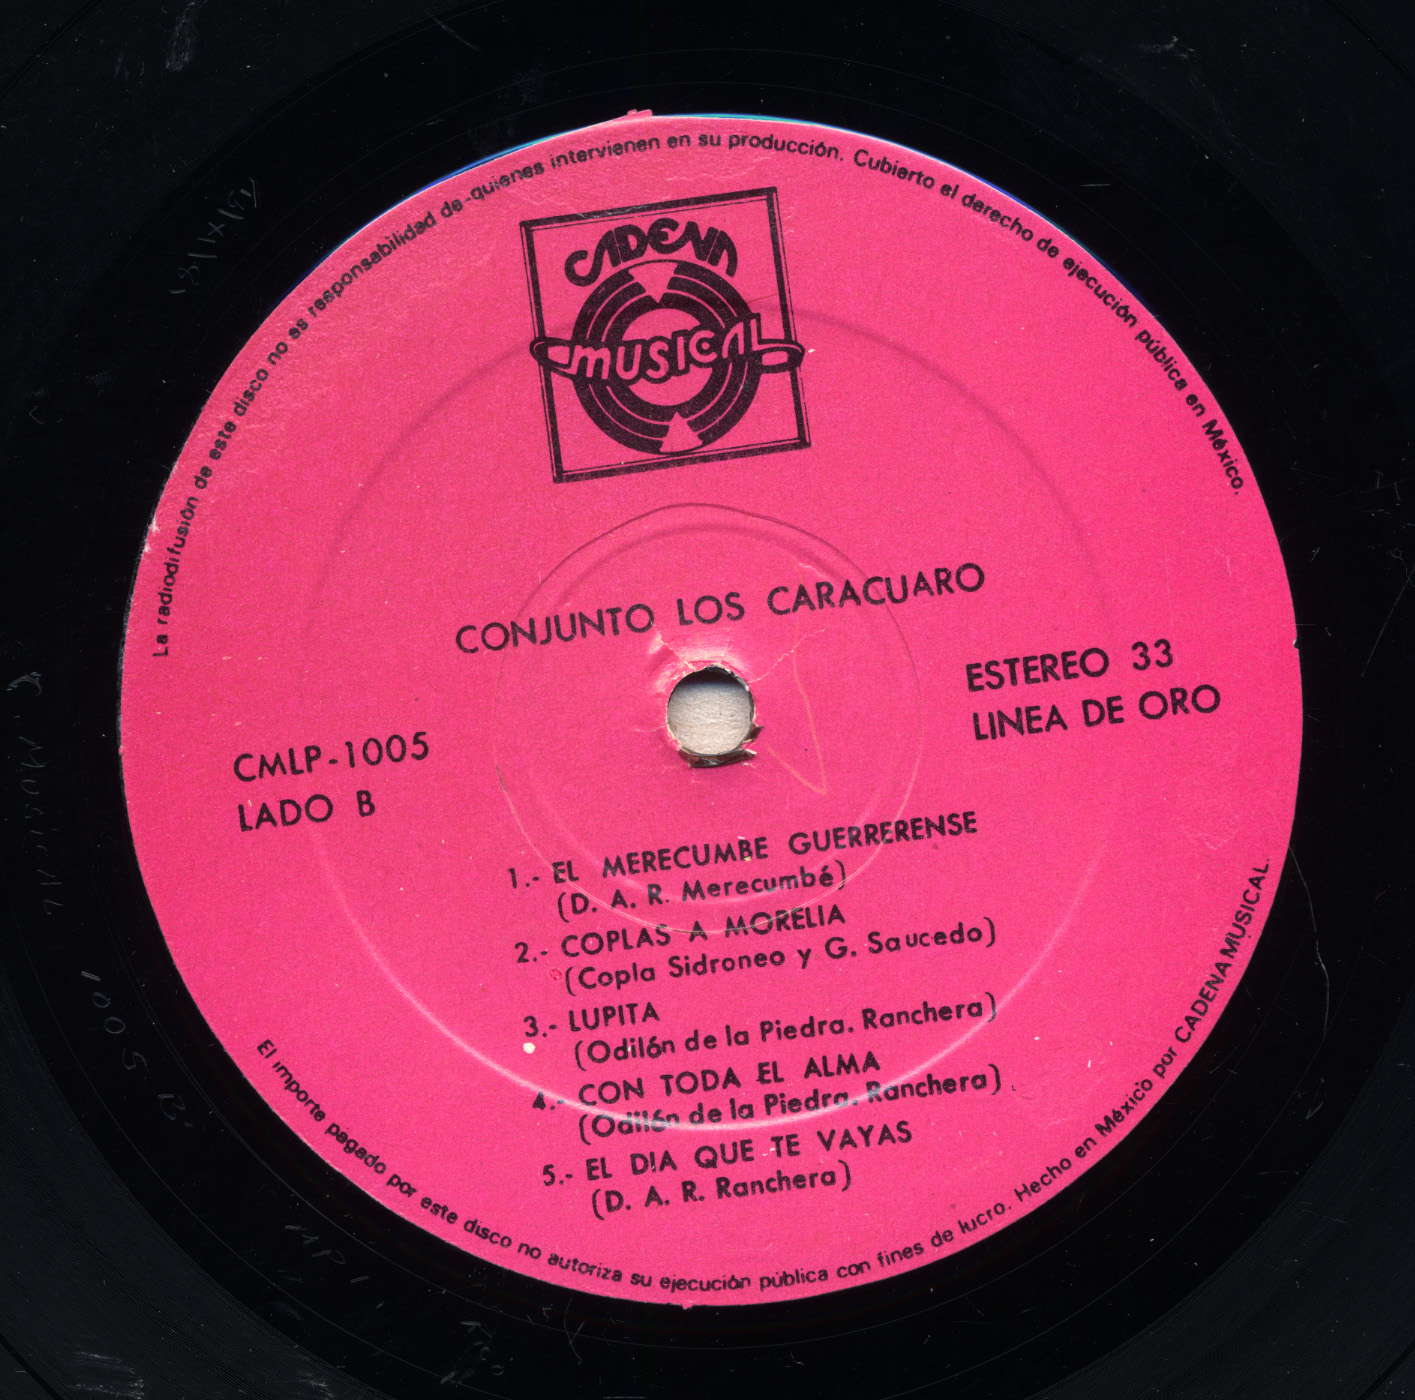 La radiodifusión de este disco no es responsabilidad de quienes intervienen en su producción. Cubierto el derecho de ejecución pública en México.
CADENA
MUSICAL
CONJUNTO LOS CARACUARO
ESTEREO 33
LINEA DE ORO
CMLP-1005
LADO B
1.- EL MERECUMBE GUERRERENSE
(D. A. R. Merecumbé)
2.- COPLAS A MORELIA
(Copla Sidroneo y G. Saucedo)
3.- LUPITA
(Odilón de la Piedra. Ranchera)
4.- CON TODA EL ALMA
(Odilón de la Piedra. Ranchera)
5.- EL DIA QUE TE VAYAS
(D. A. R. Ranchera)
El importe pagado por este disco no autoriza su ejecución pública con fines de lucro. Hecho en México por CADENA MUSICAL.